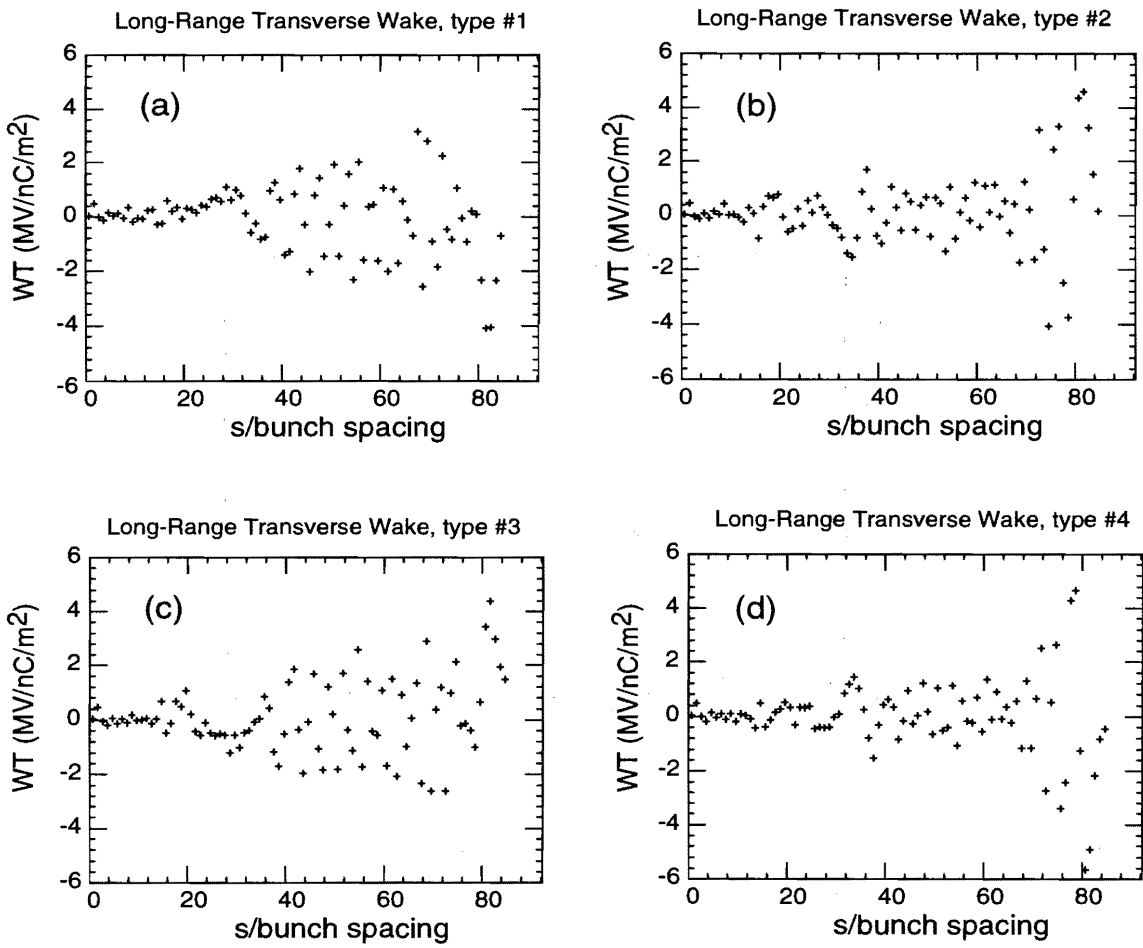 Long-Range Transverse Wake, type #1
6
4
2
0
-2
-4
-6
WT (MV/nC/m2)
(a)
0 20 40 60 80
s/bunch spacing
Long-Range Transverse Wake, type #2
6
4
2
0
-2
-4
-6
WT (MV/nC/m2)
(b)
0 20 40 60 80
s/bunch spacing
Long-Range Transverse Wake, type #3
6
4
2
0
-2
-4
-6
WT (MV/nC/m2)
(c)
0 20 40 60 80
s/bunch spacing
Long-Range Transverse Wake, type #4
6
4
2
0
-2
-4
-6
WT (MV/nC/m2)
(d)
0 20 40 60 80
s/bunch spacing